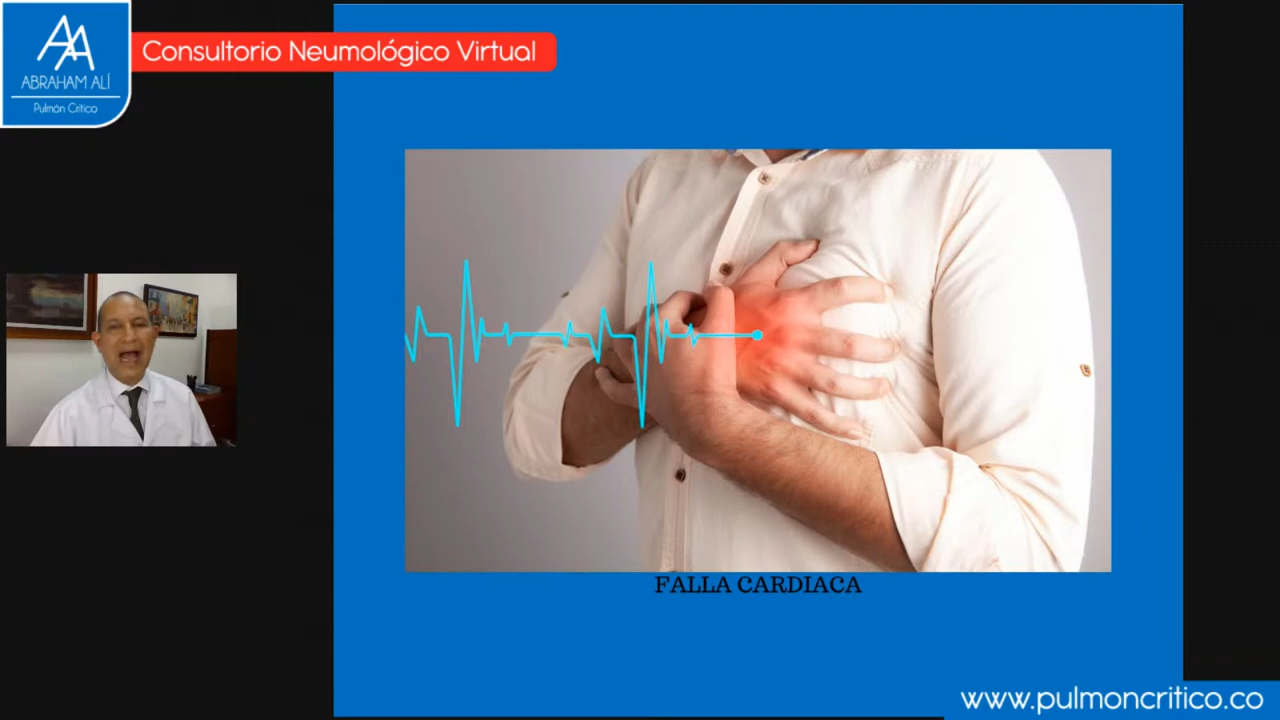 AA
ABRAHAM ALÍ
Pulmón Crítico
Consultorio Neumológico Virtual
FALLA CARDIACA
www.pulmoncritico.co